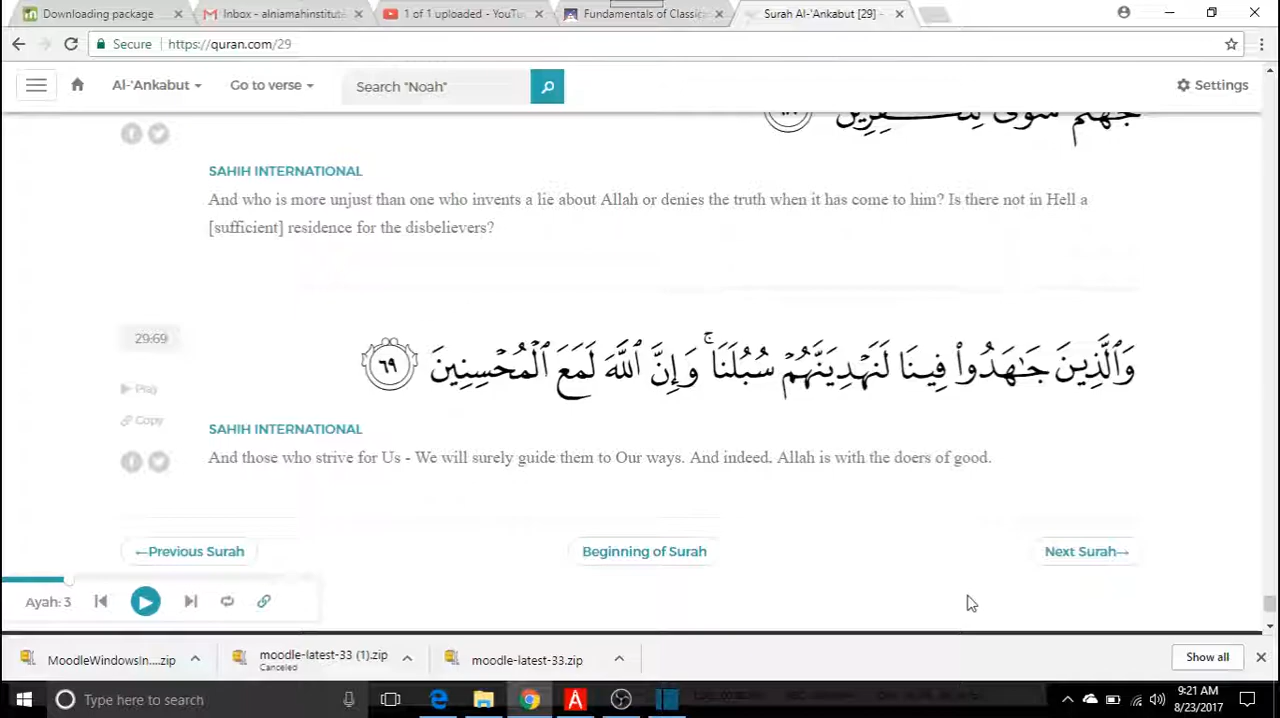 Downloading package
Inbox - alniamahinstitut
1 of 1 uploaded - YouTu
Fundamentals of Classic
Surah Al-'Ankabut [29] -
Secure
https://quran.com/29
Al-'Ankabut
Go to verse
Search "Noah"
Settings
SAHIH INTERNATIONAL
And who is more unjust than one who invents a lie about Allah or denies the truth when it has come to him? Is there not in Hell a
[sufficient] residence for the disbelievers?
29:69
وَٱلَّذِينَ جَـٰهَدُوا۟ فِينَا لَنَهْدِيَنَّهُمْ سُبُلَنَا ۚ وَإِنَّ ٱللَّهَ لَمَعَ ٱلْمُحْسِنِينَ ٦٩
Play
Copy
SAHIH INTERNATIONAL
And those who strive for Us - We will surely guide them to Our ways. And indeed, Allah is with the doers of good.
←Previous Surah
Beginning of Surah
Next Surah→
Ayah: 3
MoodleWindowsIn....zip
moodle-latest-33 (1).zip
Canceled
moodle-latest-33.zip
Show all
Type here to search
9:21 AM
8/23/2017